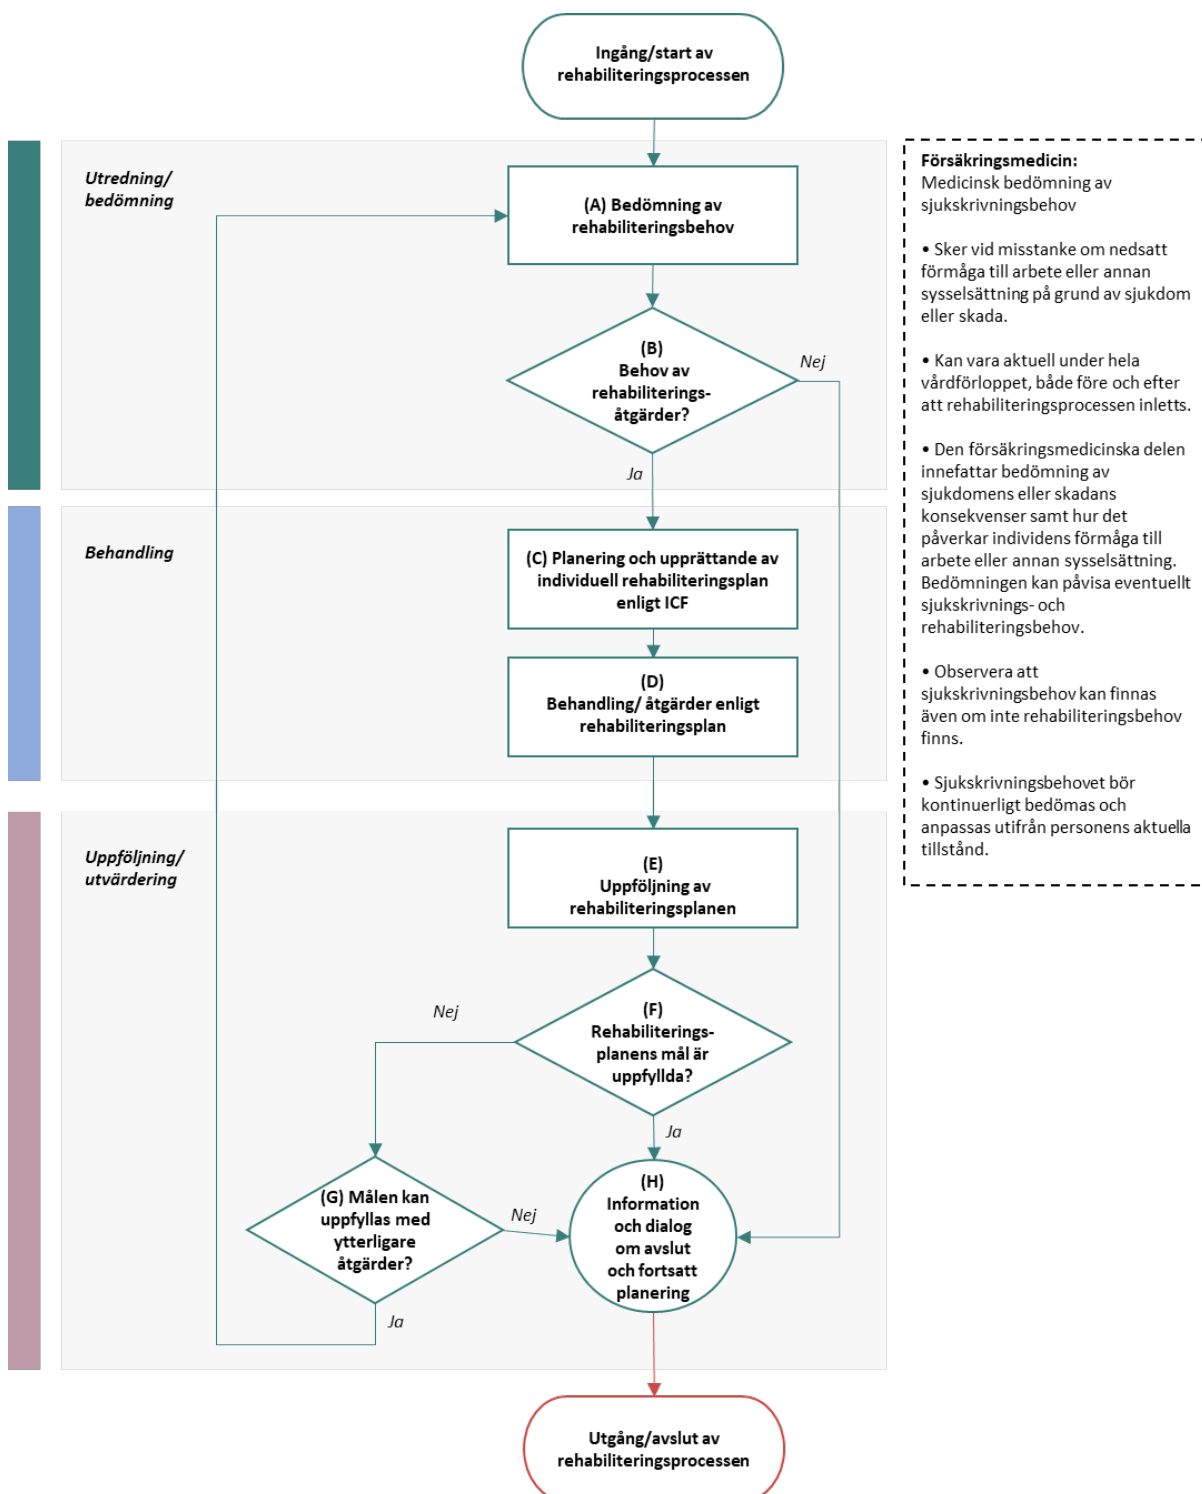 Ingång/start av
rehabiliteringsprocessen
Utredning/
bedömning
(A) Bedömning av
rehabiliteringsbehov
(B)
Behov av
rehabiliterings-
åtgärder?
Nej
Ja
Behandling
(C) Planering och upprättande av
individuell rehabiliteringsplan
enligt ICF
(D)
Behandling/ åtgärder enligt
rehabiliteringsplan
Uppföljning/
utvärdering
(E)
Uppföljning av
rehabiliteringsplanen
(F)
Rehabiliterings-
planens mål är
uppfyllda?
Nej
Ja
(G) Målen kan
uppfyllas med
ytterligare
åtgärder?
Nej
Ja
(H)
Information
och dialog
om avslut
och fortsatt
planering
Utgång/avslut av
rehabiliteringsprocessen
Försäkringsmedicin:
Medicinsk bedömning av
sjukskrivningsbehov
• Sker vid misstanke om nedsatt
förmåga till arbete eller annan
sysselsättning på grund av sjukdom
eller skada.
• Kan vara aktuell under hela
vårdförloppet, både före och efter
att rehabiliteringsprocessen inletts.
• Den försäkringsmedicinska delen
innefattar bedömning av
sjukdomens eller skadans
konsekvenser samt hur det
påverkar individens förmåga till
arbete eller annan sysselsättning.
Bedömningen kan påvisa eventuellt
sjukskrivnings- och
rehabiliteringsbehov.
• Observera att
sjukskrivningsbehov kan finnas
även om inte rehabiliteringsbehov
finns.
• Sjukskrivningsbehovet bör
kontinuerligt bedömas och
anpassas utifrån personens aktuella
tillstånd.